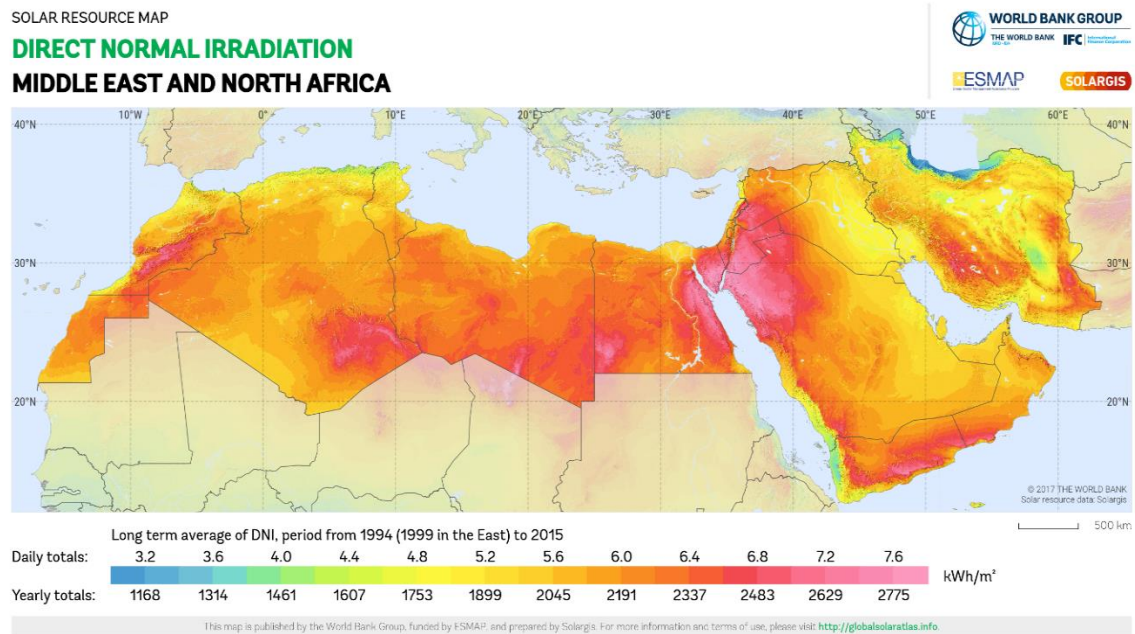 SOLAR RESOURCE MAP
DIRECT NORMAL IRRADIATION
MIDDLE EAST AND NORTH AFRICA
WORLD BANK GROUP
THE WORLD BANK IFC International Finance Corporation
ESMAP
SOLARGIS
10°W 0° 10°E 20°E 30°E 40°E 50°E 60°E
40°N 40°N
30°N 30°N
20°N 20°N
© 2017 THE WORLD BANK
Solar resource data: Solargis
500 km
Long term average of DNI, period from 1994 (1999 in the East) to 2015
Daily totals: 3.2 3.6 4.0 4.4 4.8 5.2 5.6 6.0 6.4 6.8 7.2 7.6
kWh/m²
Yearly totals: 1168 1314 1461 1607 1753 1899 2045 2191 2337 2483 2629 2775
This map is published by the World Bank Group, funded by ESMAP, and prepared by Solargis. For more information and terms of use, please visit http://globalsolaratlas.info.